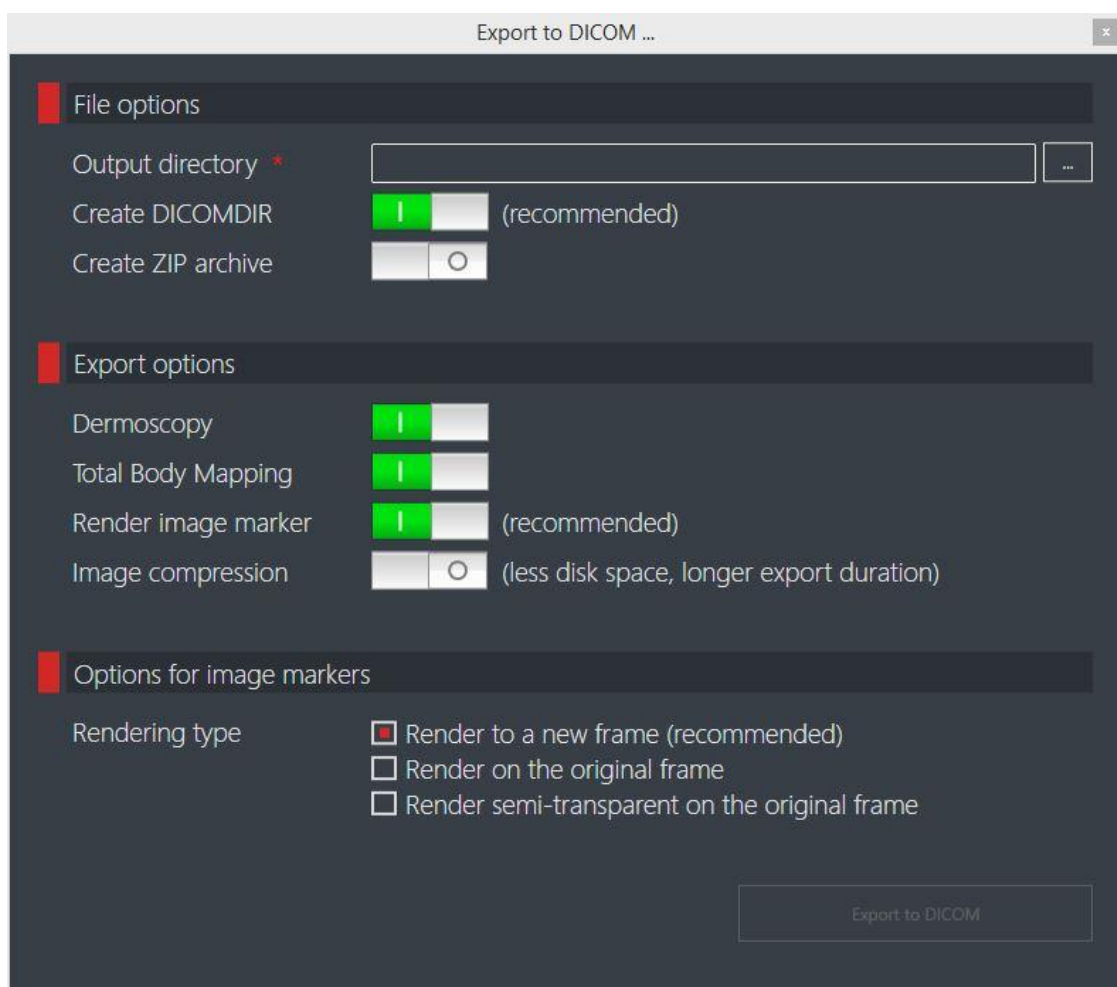 Export to DICOM ...
x
File options
Output directory *
...
Create DICOMDIR (recommended)
Create ZIP archive
Export options
Dermoscopy
Total Body Mapping
Render image marker (recommended)
Image compression (less disk space, longer export duration)
Options for image markers
Rendering type Render to a new frame (recommended)
Render on the original frame
Render semi-transparent on the original frame
Export to DICOM